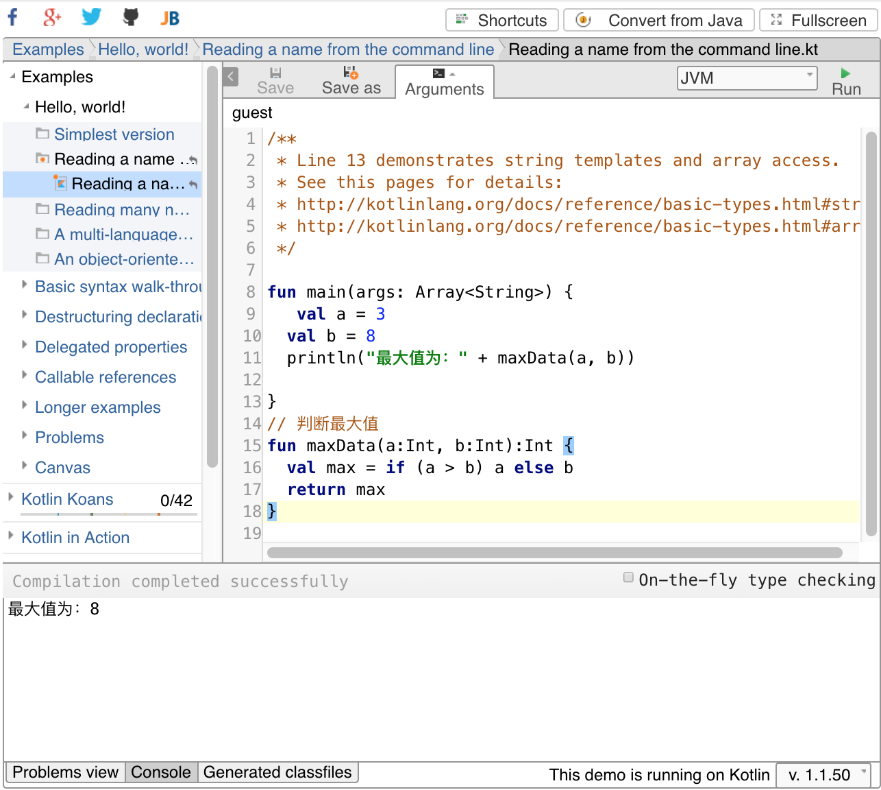 Shortcuts
Convert from Java
Fullscreen
Examples Hello, world! Reading a name from the command line Reading a name from the command line.kt
Examples
Hello, world!
Simplest version
Reading a name …
Reading a na…
Reading many n…
A multi-language…
An object-oriente…
Basic syntax walk-throu
Destructuring declarati
Delegated properties
Callable references
Longer examples
Problems
Canvas
Kotlin Koans 0/42
Kotlin in Action
Save
Save as
Arguments
JVM
Run
guest
1 /**
2 * Line 13 demonstrates string templates and array access.
3 * See this pages for details:
4 * http://kotlinlang.org/docs/reference/basic-types.html#str
5 * http://kotlinlang.org/docs/reference/basic-types.html#arr
6 */
7
8 fun main(args: Array<String>) {
9 val a = 3
10 val b = 8
11 println("最大值为：" + maxData(a, b))
12
13 }
14 // 判断最大值
15 fun maxData(a:Int, b:Int):Int {
16 val max = if (a > b) a else b
17 return max
18 }
19
Compilation completed successfully
On-the-fly type checking
最大值为：8
Problems view Console Generated classfiles
This demo is running on Kotlin v. 1.1.50